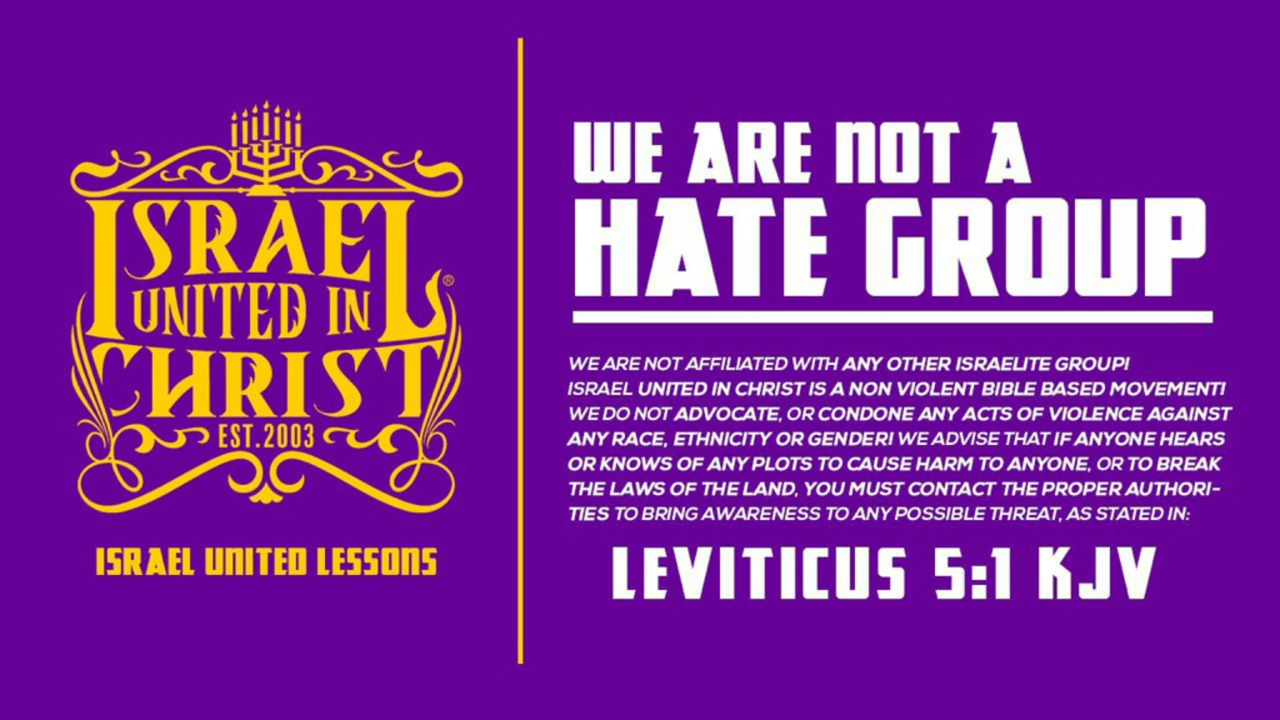 ISRAEL
UNITED IN
CHRIST
®
EST.2003
ISRAEL UNITED LESSONS
WE ARE NOT A
HATE GROUP
WE ARE NOT AFFILIATED WITH ANY OTHER ISRAELITE GROUP!
ISRAEL UNITED IN CHRIST IS A NON VIOLENT BIBLE BASED MOVEMENT!
WE DO NOT ADVOCATE, OR CONDONE ANY ACTS OF VIOLENCE AGAINST
ANY RACE, ETHNICITY OR GENDER! WE ADVISE THAT IF ANYONE HEARS
OR KNOWS OF ANY PLOTS TO CAUSE HARM TO ANYONE, OR TO BREAK
THE LAWS OF THE LAND, YOU MUST CONTACT THE PROPER AUTHORI-
TIES TO BRING AWARENESS TO ANY POSSIBLE THREAT, AS STATED IN:
LEVITICUS 5:1 KJV